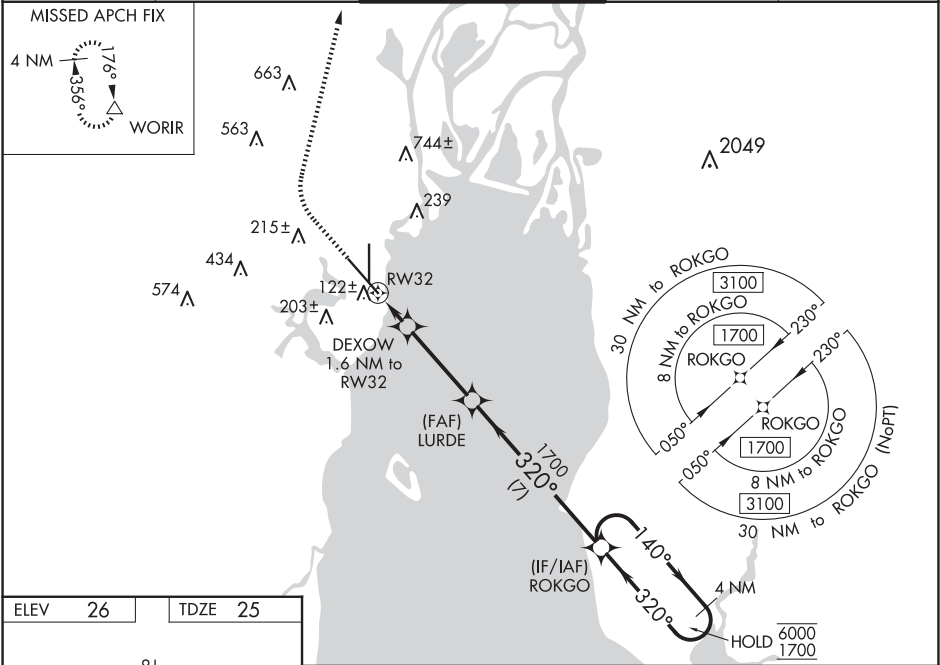 MISSED APCH FIX
4 NM
176°
356°
WORIR
663
563
744±
2049
239
215±
434
574
122±
RW32
203±
DEXOW
1.6 NM to
RW32
(FAF)
LURDE
1700
320°
(7)
(IF/IAF)
ROKGO
140°
320°
4 NM
HOLD
6000
1700
30 NM to ROKGO
3100
8 NM to ROKGO
1700
230°
ROKGO
050°
230°
ROKGO
050°
1700
8 NM to ROKGO
3100
30 NM to ROKGO (NoPT)
ELEV 26
TDZE 25